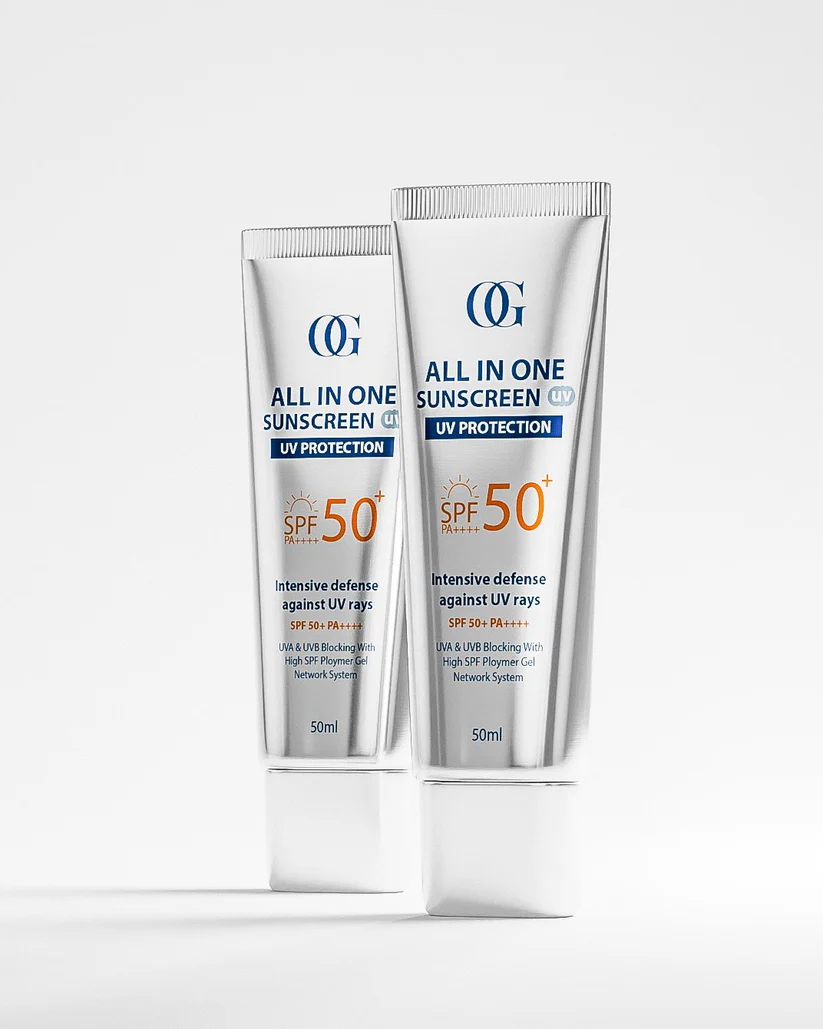 OG
ALL IN ONE
SUNSCREEN UV
UV PROTECTION
SPF 50+
PA++++
Intensive defense
against UV rays
SPF 50+ PA++++
UVA & UVB Blocking With
High SPF Ploymer Gel
Network System
50ml
OG
ALL IN ONE
SUNSCREEN UV
UV PROTECTION
SPF 50+
PA++++
Intensive defense
against UV rays
SPF 50+ PA++++
UVA & UVB Blocking With
High SPF Ploymer Gel
Network System
50ml